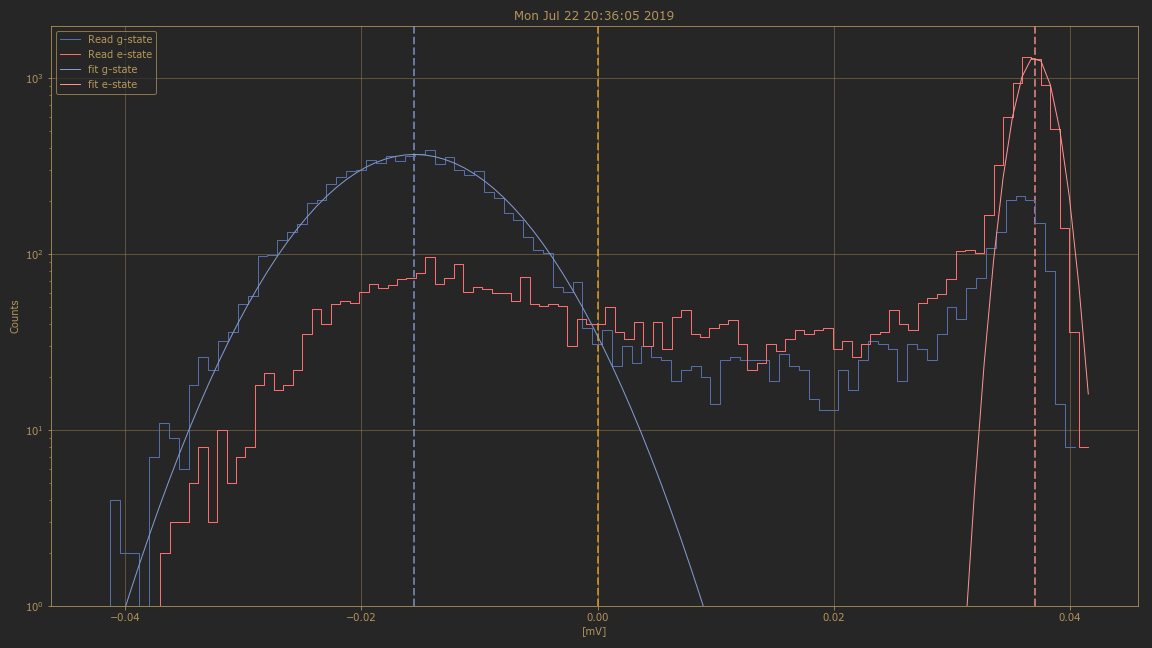 Mon Jul 22 20:36:05 2019
Read g-state
Read e-state
fit g-state
fit e-state
Counts
10³
10²
10¹
10⁰
−0.04
−0.02
0.00
0.02
0.04
[mV]